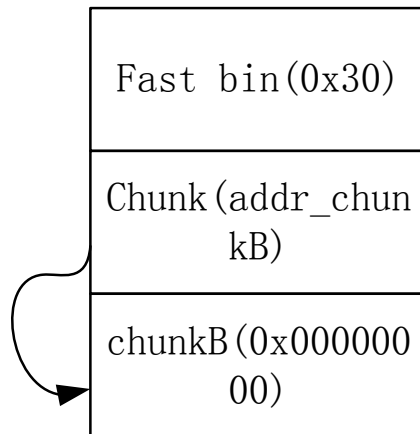 Fast bin(0x30)
Chunk(addr_chun
kB)
chunkB(0x000000
00)